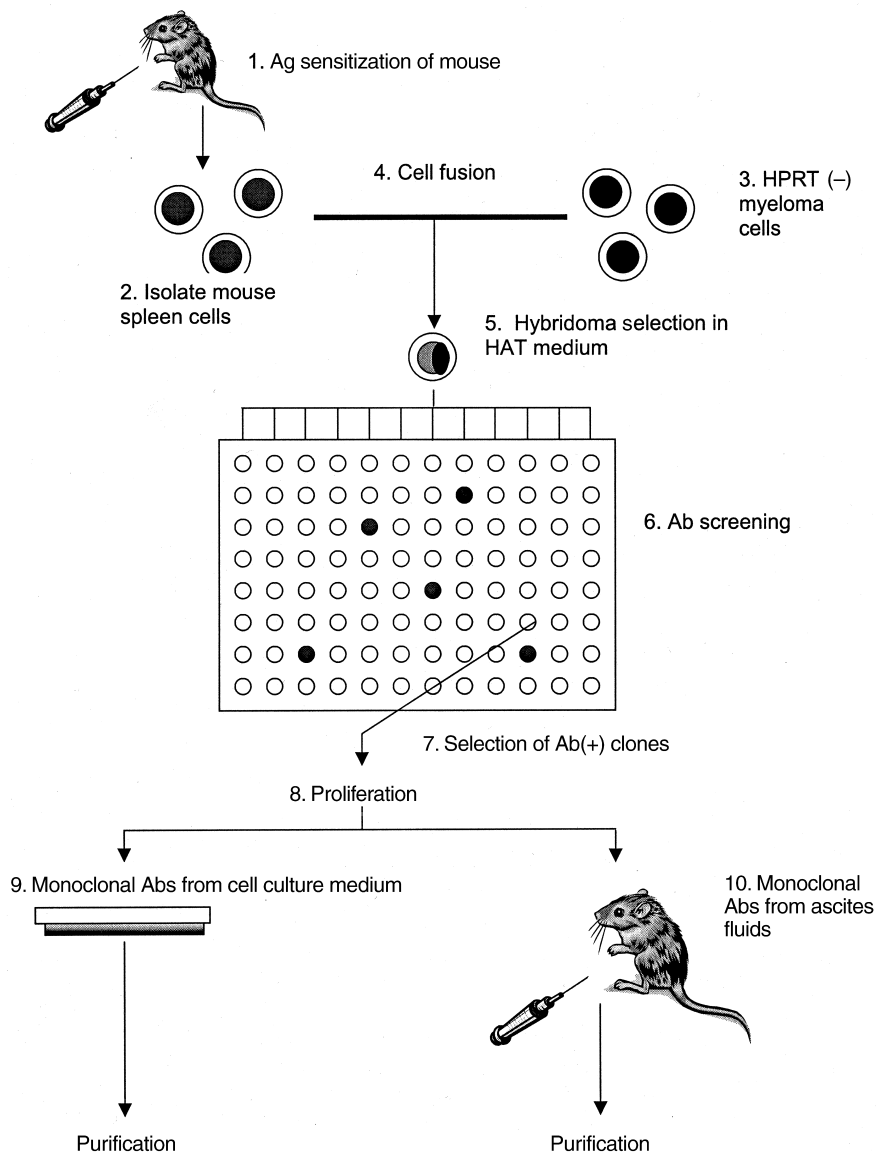 1. Ag sensitization of mouse
4. Cell fusion
3. HPRT (–)
myeloma
cells
2. Isolate mouse
spleen cells
5. Hybridoma selection in
HAT medium
6. Ab screening
7. Selection of Ab(+) clones
8. Proliferation
9. Monoclonal Abs from cell culture medium
10. Monoclonal
Abs from ascites
fluids
Purification
Purification